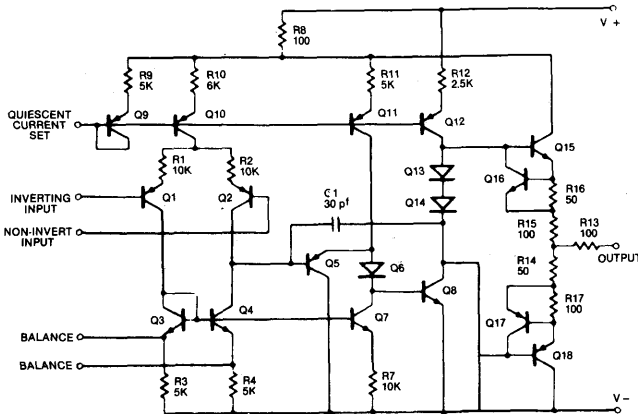 V +
R8
100
R9
5K
R10
6K
R11
5K
R12
2.5K
QUIESCENT
CURRENT
SET
Q9
Q10
Q11
Q12
Q15
R1
10K
R2
10K
Q13
Q16
R16
50
INVERTING
INPUT
Q1
Q2
C1
30 pf
Q14
R15
100
R13
100
NON-INVERT
INPUT
OUTPUT
Q5
Q6
R14
50
Q8
R17
100
Q3
Q4
Q7
Q17
BALANCE
Q18
BALANCE
R3
5K
R4
5K
R7
10K
V-